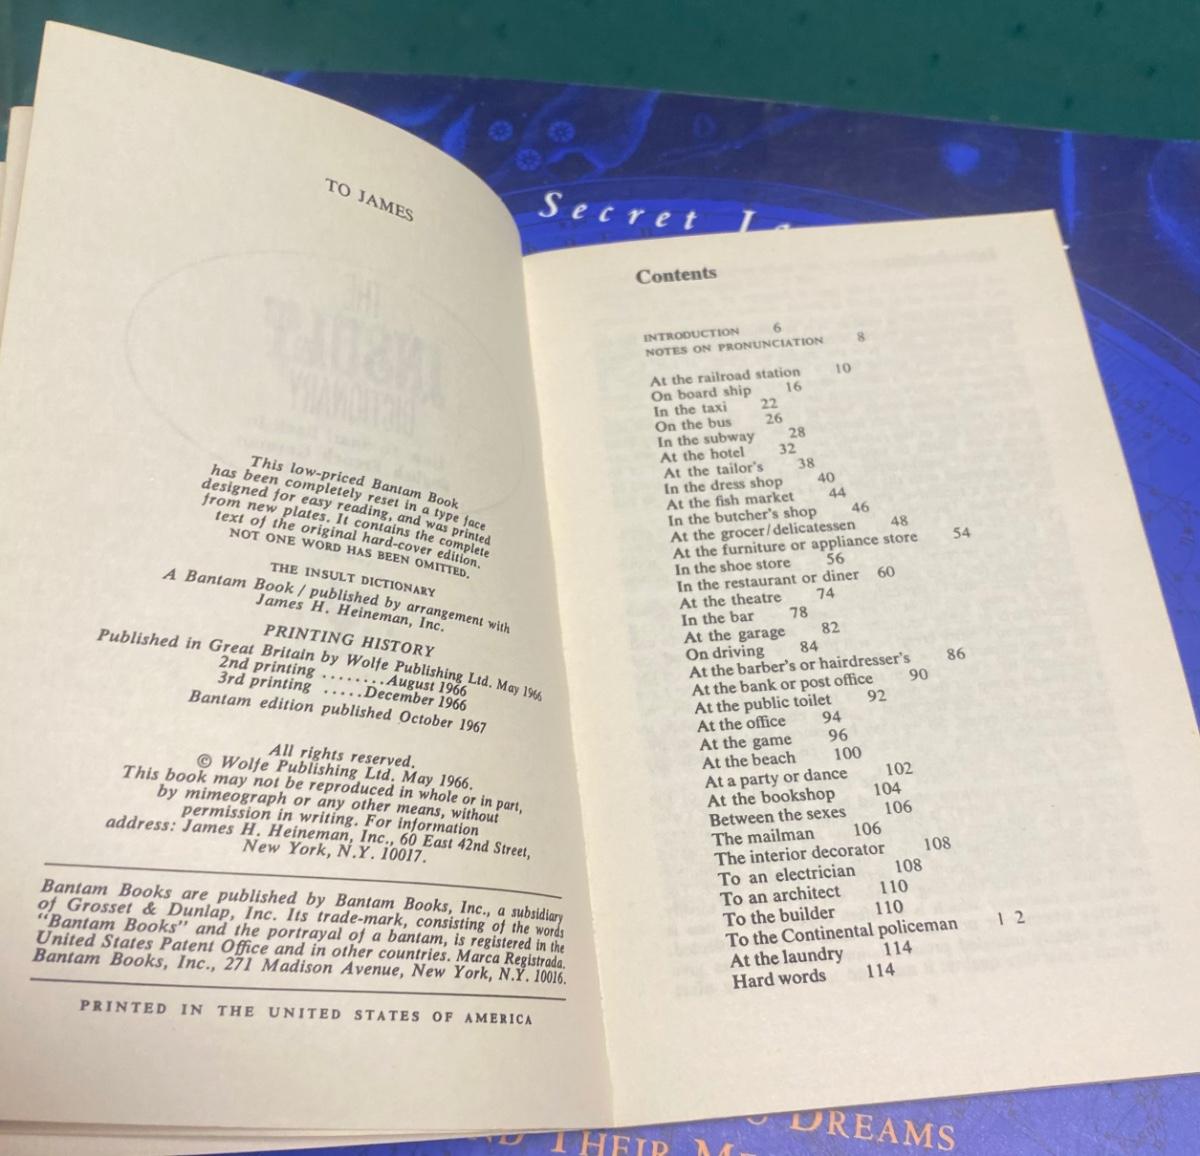 TO JAMES
This low-priced Bantam Book
has been completely reset in a type face
designed for easy reading, and was printed
from new plates. It contains the complete
text of the original hard-cover edition.
NOT ONE WORD HAS BEEN OMITTED.
THE INSULT DICTIONARY
A Bantam Book / published by arrangement with
James H. Heineman, Inc.
PRINTING HISTORY
Published in Great Britain by Wolfe Publishing Ltd. May 1966
2nd printing ........August 1966
3rd printing .....December 1966
Bantam edition published October 1967
All rights reserved.
© Wolfe Publishing Ltd. May 1966.
This book may not be reproduced in whole or in part,
by mimeograph or any other means, without
permission in writing. For information
address: James H. Heineman, Inc., 60 East 42nd Street,
New York, N.Y. 10017.
Bantam Books are published by Bantam Books, Inc., a subsidiary
of Grosset & Dunlap, Inc. Its trade-mark, consisting of the words
"Bantam Books" and the portrayal of a bantam, is registered in the
United States Patent Office and in other countries. Marca Registrada.
Bantam Books, Inc., 271 Madison Avenue, New York, N.Y. 10016.
PRINTED IN THE UNITED STATES OF AMERICA
Secret
Contents
INTRODUCTION 6
NOTES ON PRONUNCIATION 8
At the railroad station 10
On board ship 16
In the taxi 22
On the bus 26
In the subway 28
At the hotel 32
At the tailor's 38
In the dress shop 40
At the fish market 44
In the butcher's shop 46
At the grocer/delicatessen 48
At the furniture or appliance store 54
In the shoe store 56
In the restaurant or diner 60
At the theatre 74
In the bar 78
At the garage 82
On driving 84
At the barber's or hairdresser's 86
At the bank or post office 90
At the public toilet 92
At the office 94
At the game 96
At the beach 100
At a party or dance 102
At the bookshop 104
Between the sexes 106
The mailman 106
The interior decorator 108
To an electrician 108
To an architect 110
To the builder 110
To the Continental policeman 1 2
At the laundry 114
Hard words 114
DREAMS
THEIR